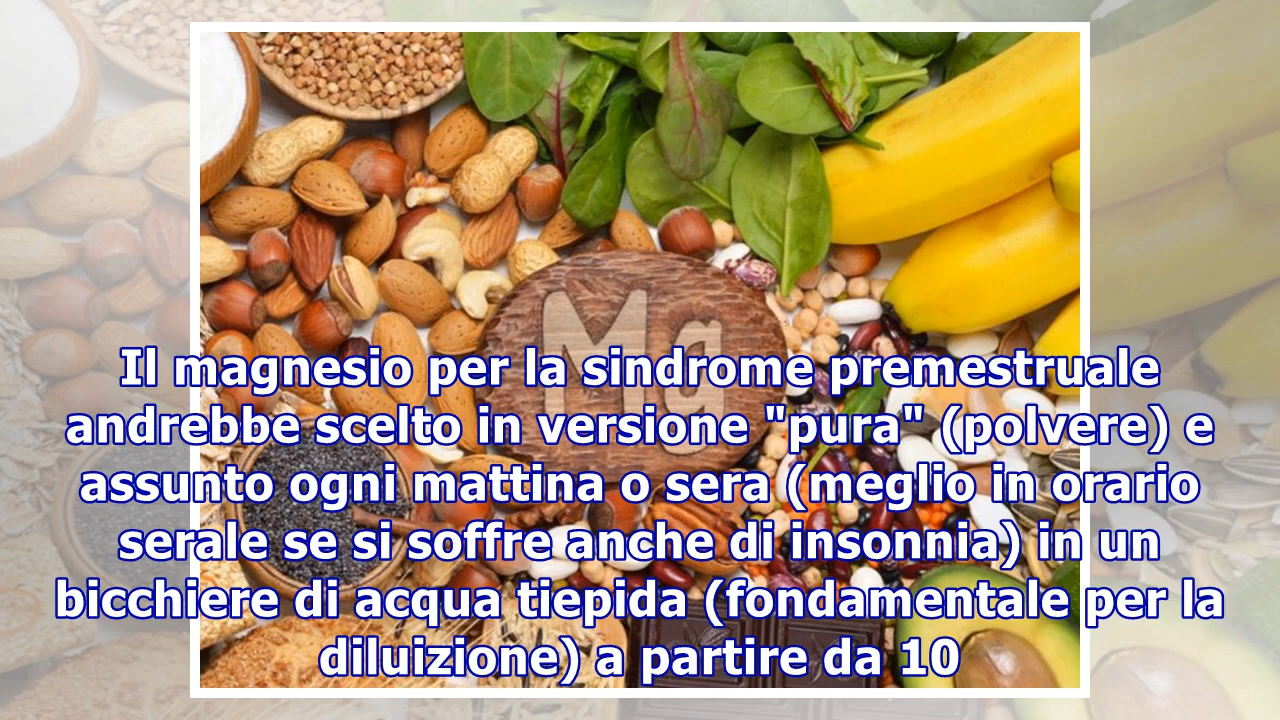 Mg
Il magnesio per la sindrome premestruale
andrebbe scelto in versione "pura" (polvere) e
assunto ogni mattina o sera (meglio in orario
serale se si soffre anche di insonnia) in un
bicchiere di acqua tiepida (fondamentale per la
diluizione) a partire da 10